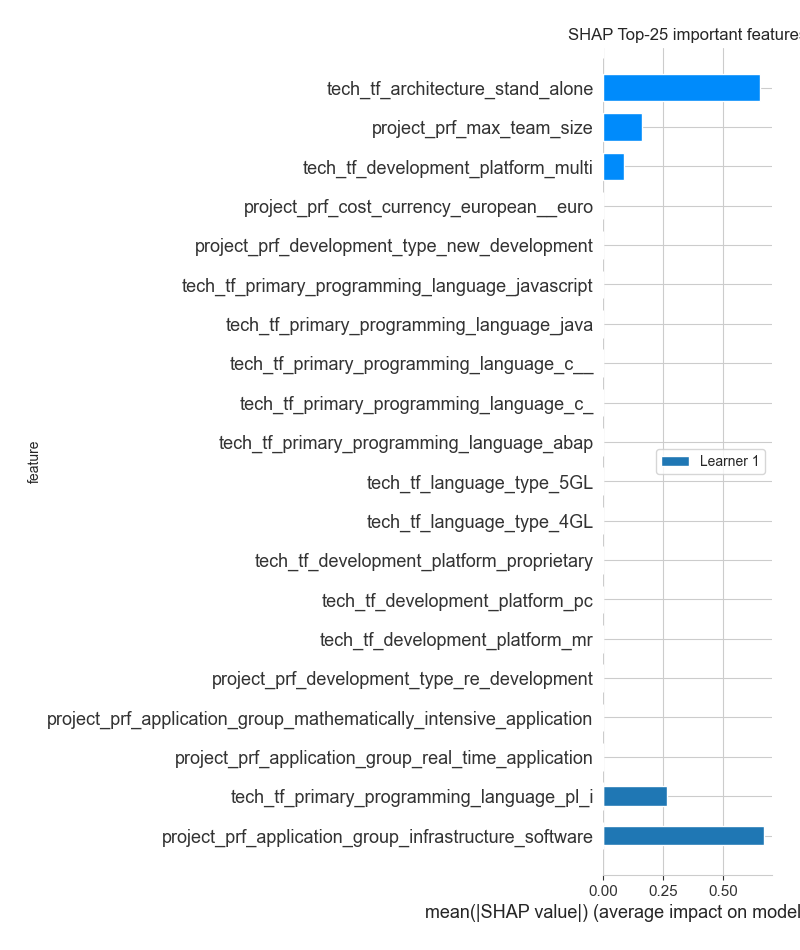 SHAP Top-25 important features
tech_tf_architecture_stand_alone
project_prf_max_team_size
tech_tf_development_platform_multi
project_prf_cost_currency_european__euro
project_prf_development_type_new_development
tech_tf_primary_programming_language_javascript
tech_tf_primary_programming_language_java
tech_tf_primary_programming_language_c__
tech_tf_primary_programming_language_c_
tech_tf_primary_programming_language_abap
feature
Learner 1
tech_tf_language_type_5GL
tech_tf_language_type_4GL
tech_tf_development_platform_proprietary
tech_tf_development_platform_pc
tech_tf_development_platform_mr
project_prf_development_type_re_development
project_prf_application_group_mathematically_intensive_application
project_prf_application_group_real_time_application
tech_tf_primary_programming_language_pl_i
project_prf_application_group_infrastructure_software
0.00 0.25 0.50
mean(|SHAP value|) (average impact on model